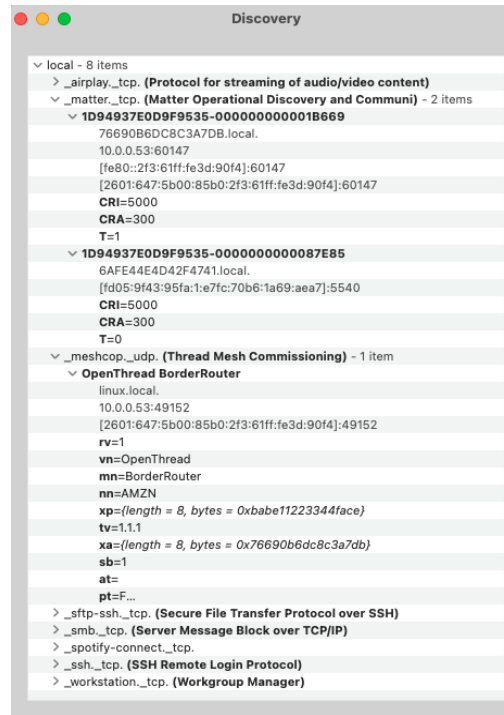 Discovery
local - 8 items
_airplay._tcp. (Protocol for streaming of audio/video content)
_matter._tcp. (Matter Operational Discovery and Communi) - 2 items
1D94937E0D9F9535-000000000001B669
76690B6DC8C3A7DB.local.
10.0.0.53:60147
[fe80::2f3:61ff:fe3d:90f4]:60147
[2601:647:5b00:85b0:2f3:61ff:fe3d:90f4]:60147
CRI=5000
CRA=300
T=1
1D94937E0D9F9535-0000000000087E85
6AFE44E4D42F4741.local.
[fd05:9f43:95fa:1:e7fc:70b6:1a69:aea7]:5540
CRI=5000
CRA=300
T=0
_meshcop._udp. (Thread Mesh Commissioning) - 1 item
OpenThread BorderRouter
linux.local.
10.0.0.53:49152
[2601:647:5b00:85b0:2f3:61ff:fe3d:90f4]:49152
rv=1
vn=OpenThread
mn=BorderRouter
nn=AMZN
xp={length = 8, bytes = 0xbabe11223344face}
tv=1.1.1
xa={length = 8, bytes = 0x76690b6dc8c3a7db}
sb=1
at=
pt=F...
_sftp-ssh._tcp. (Secure File Transfer Protocol over SSH)
_smb._tcp. (Server Message Block over TCP/IP)
_spotify-connect._tcp.
_ssh._tcp. (SSH Remote Login Protocol)
_workstation._tcp. (Workgroup Manager)